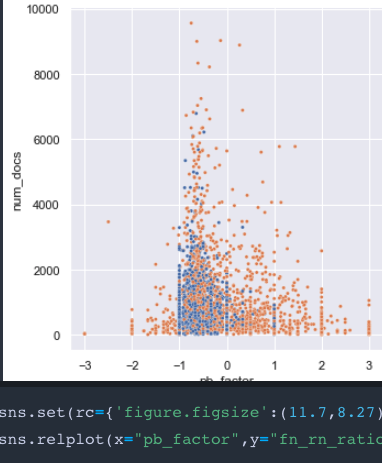 10000
8000
6000
4000
2000
0
num_docs
−3 −2 −1 0 1 2 3
pb_factor
sns.set(rc={'figure.figsize':(11.7,8.27)
sns.relplot(x="pb_factor",y="fn_rn_ratio